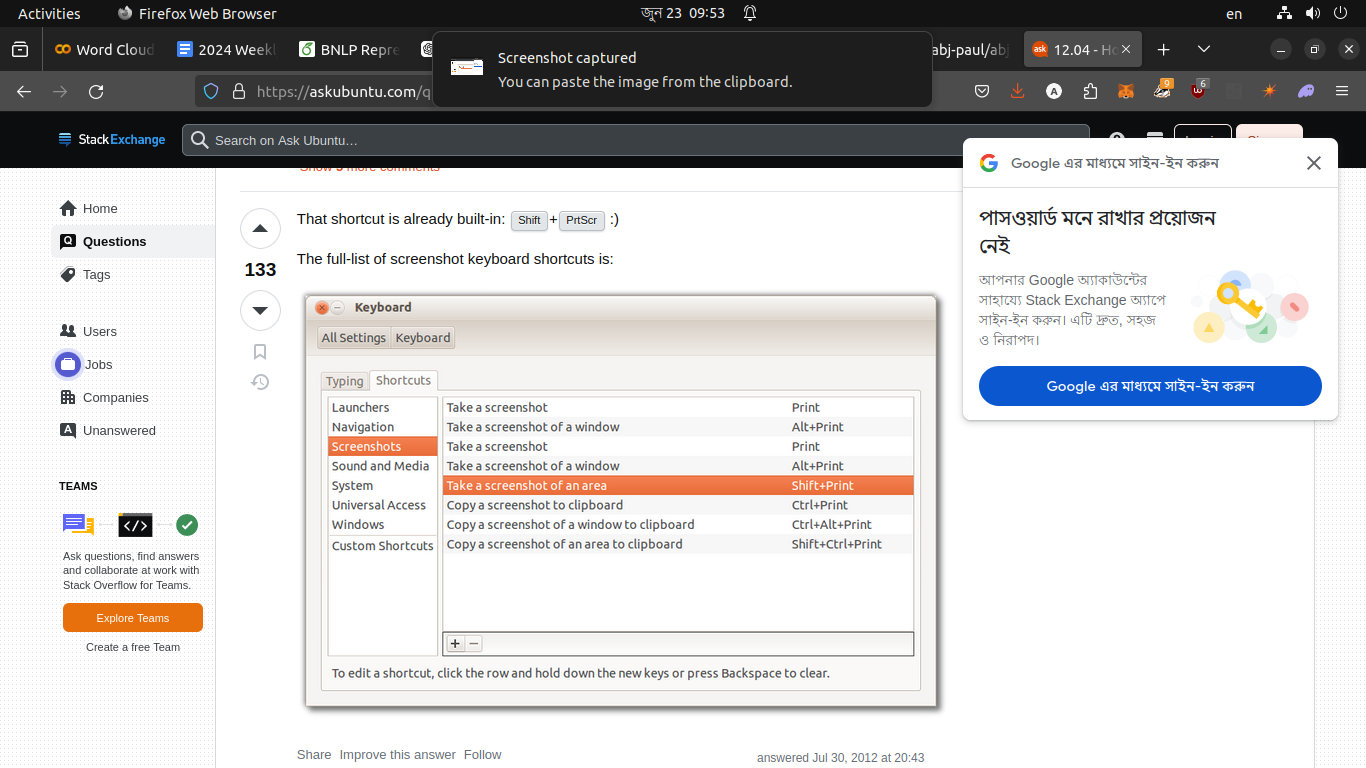 Activities
Firefox Web Browser
জুন 23 09:53
en
Word Cloud
2024 Week
BNLP Repre
abj-paul/ab
12.04 - Ho
Screenshot captured
You can paste the image from the clipboard.
https://askubuntu.com/q
9
6
StackExchange
Search on Ask Ubuntu…
Google এর মাধ্যমে সাইন-ইন করুন
পাসওয়ার্ড মনে রাখার প্রয়োজন
নেই
আপনার Google অ্যাকাউন্টের
সাহায্যে Stack Exchange অ্যাপে
সাইন-ইন করুন। এটি দ্রুত, সহজ
ও নিরাপদ।
Google এর মাধ্যমে সাইন-ইন করুন
Home
Questions
Tags
Users
Jobs
Companies
Unanswered
TEAMS
Ask questions, find answers
and collaborate at work with
Stack Overflow for Teams.
Explore Teams
Create a free Team
Show 5 more comments
133
That shortcut is already built-in: Shift+PrtScr :)
The full-list of screenshot keyboard shortcuts is:
Keyboard
All Settings Keyboard
Typing Shortcuts
Launchers
Navigation
Screenshots
Sound and Media
System
Universal Access
Windows
Custom Shortcuts
Take a screenshot Print
Take a screenshot of a window Alt+Print
Take a screenshot Print
Take a screenshot of a window Alt+Print
Take a screenshot of an area Shift+Print
Copy a screenshot to clipboard Ctrl+Print
Copy a screenshot of a window to clipboard Ctrl+Alt+Print
Copy a screenshot of an area to clipboard Shift+Ctrl+Print
To edit a shortcut, click the row and hold down the new keys or press Backspace to clear.
Share Improve this answer Follow
answered Jul 30, 2012 at 20:43